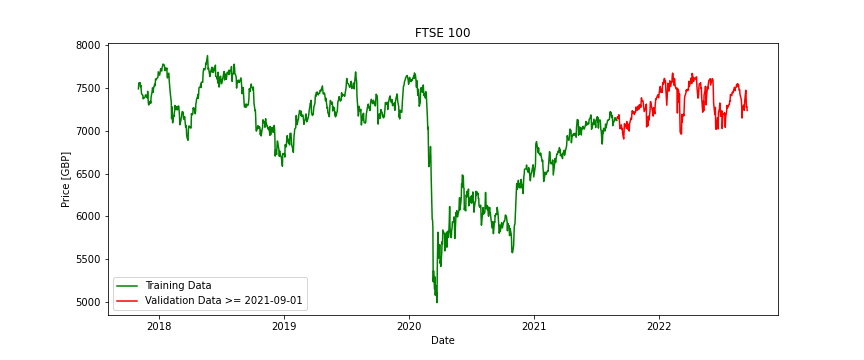 FTSE 100
Price [GBP]
8000
7500
7000
6500
6000
5500
5000
Training Data
Validation Data >= 2021-09-01
2018 2019 2020 2021 2022
Date